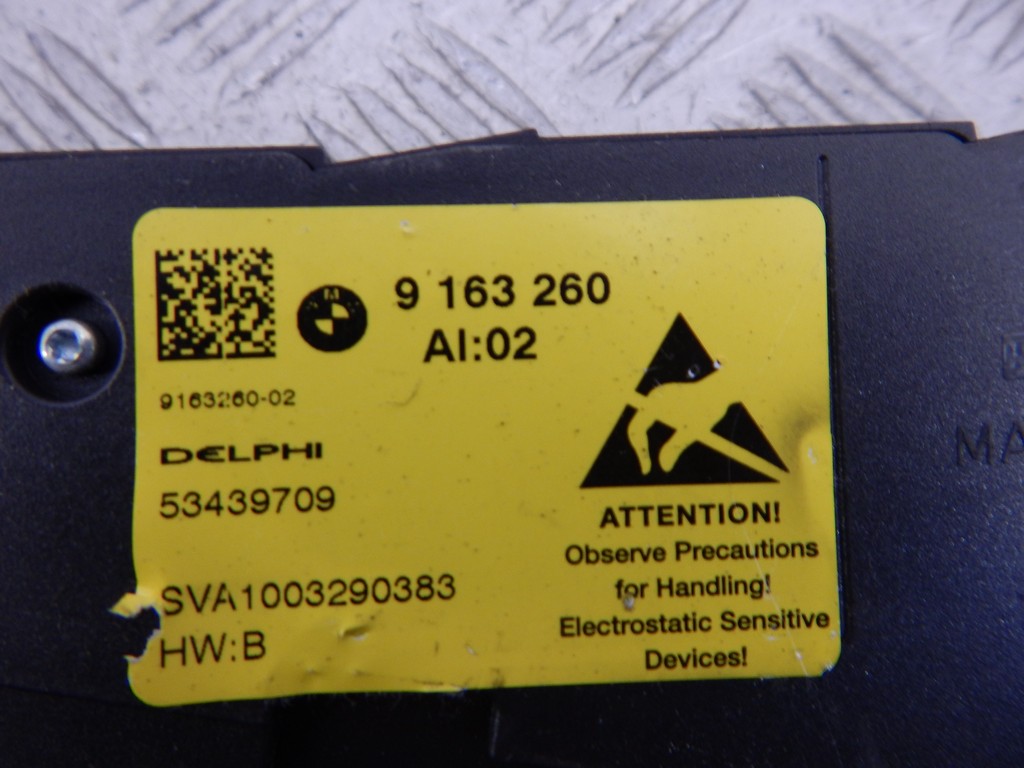 9 163 260
AI:02
9163260-02
DELPHI
53439709
SVA1003290383
HW:B
ATTENTION!
Observe Precautions
for Handling!
Electrostatic Sensitive
Devices!